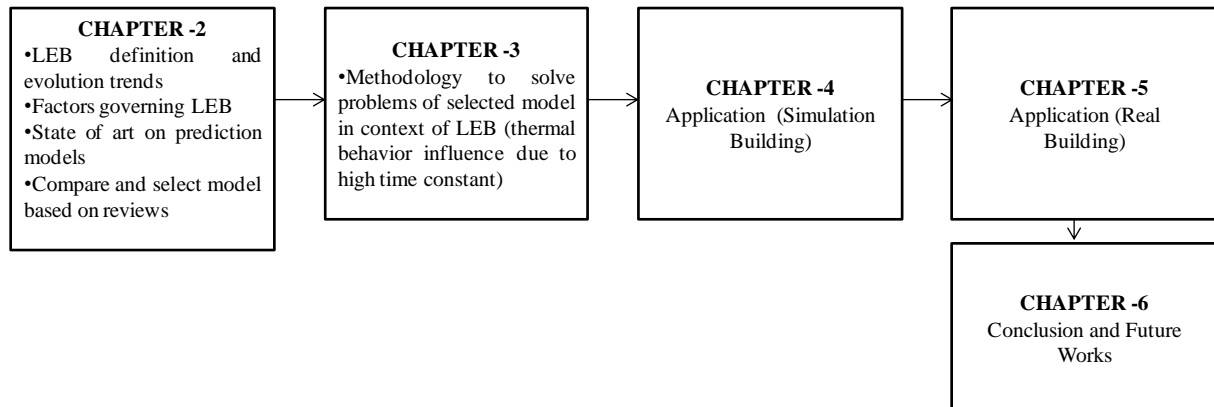 CHAPTER -2
•LEB definition and
evolution trends
•Factors governing LEB
•State of art on prediction
models
•Compare and select model
based on reviews
CHAPTER -3
•Methodology to solve
problems of selected model
in context of LEB (thermal
behavior influence due to
high time constant)
CHAPTER -4
Application (Simulation
Building)
CHAPTER -5
Application (Real
Building)
CHAPTER -6
Conclusion and Future
Works